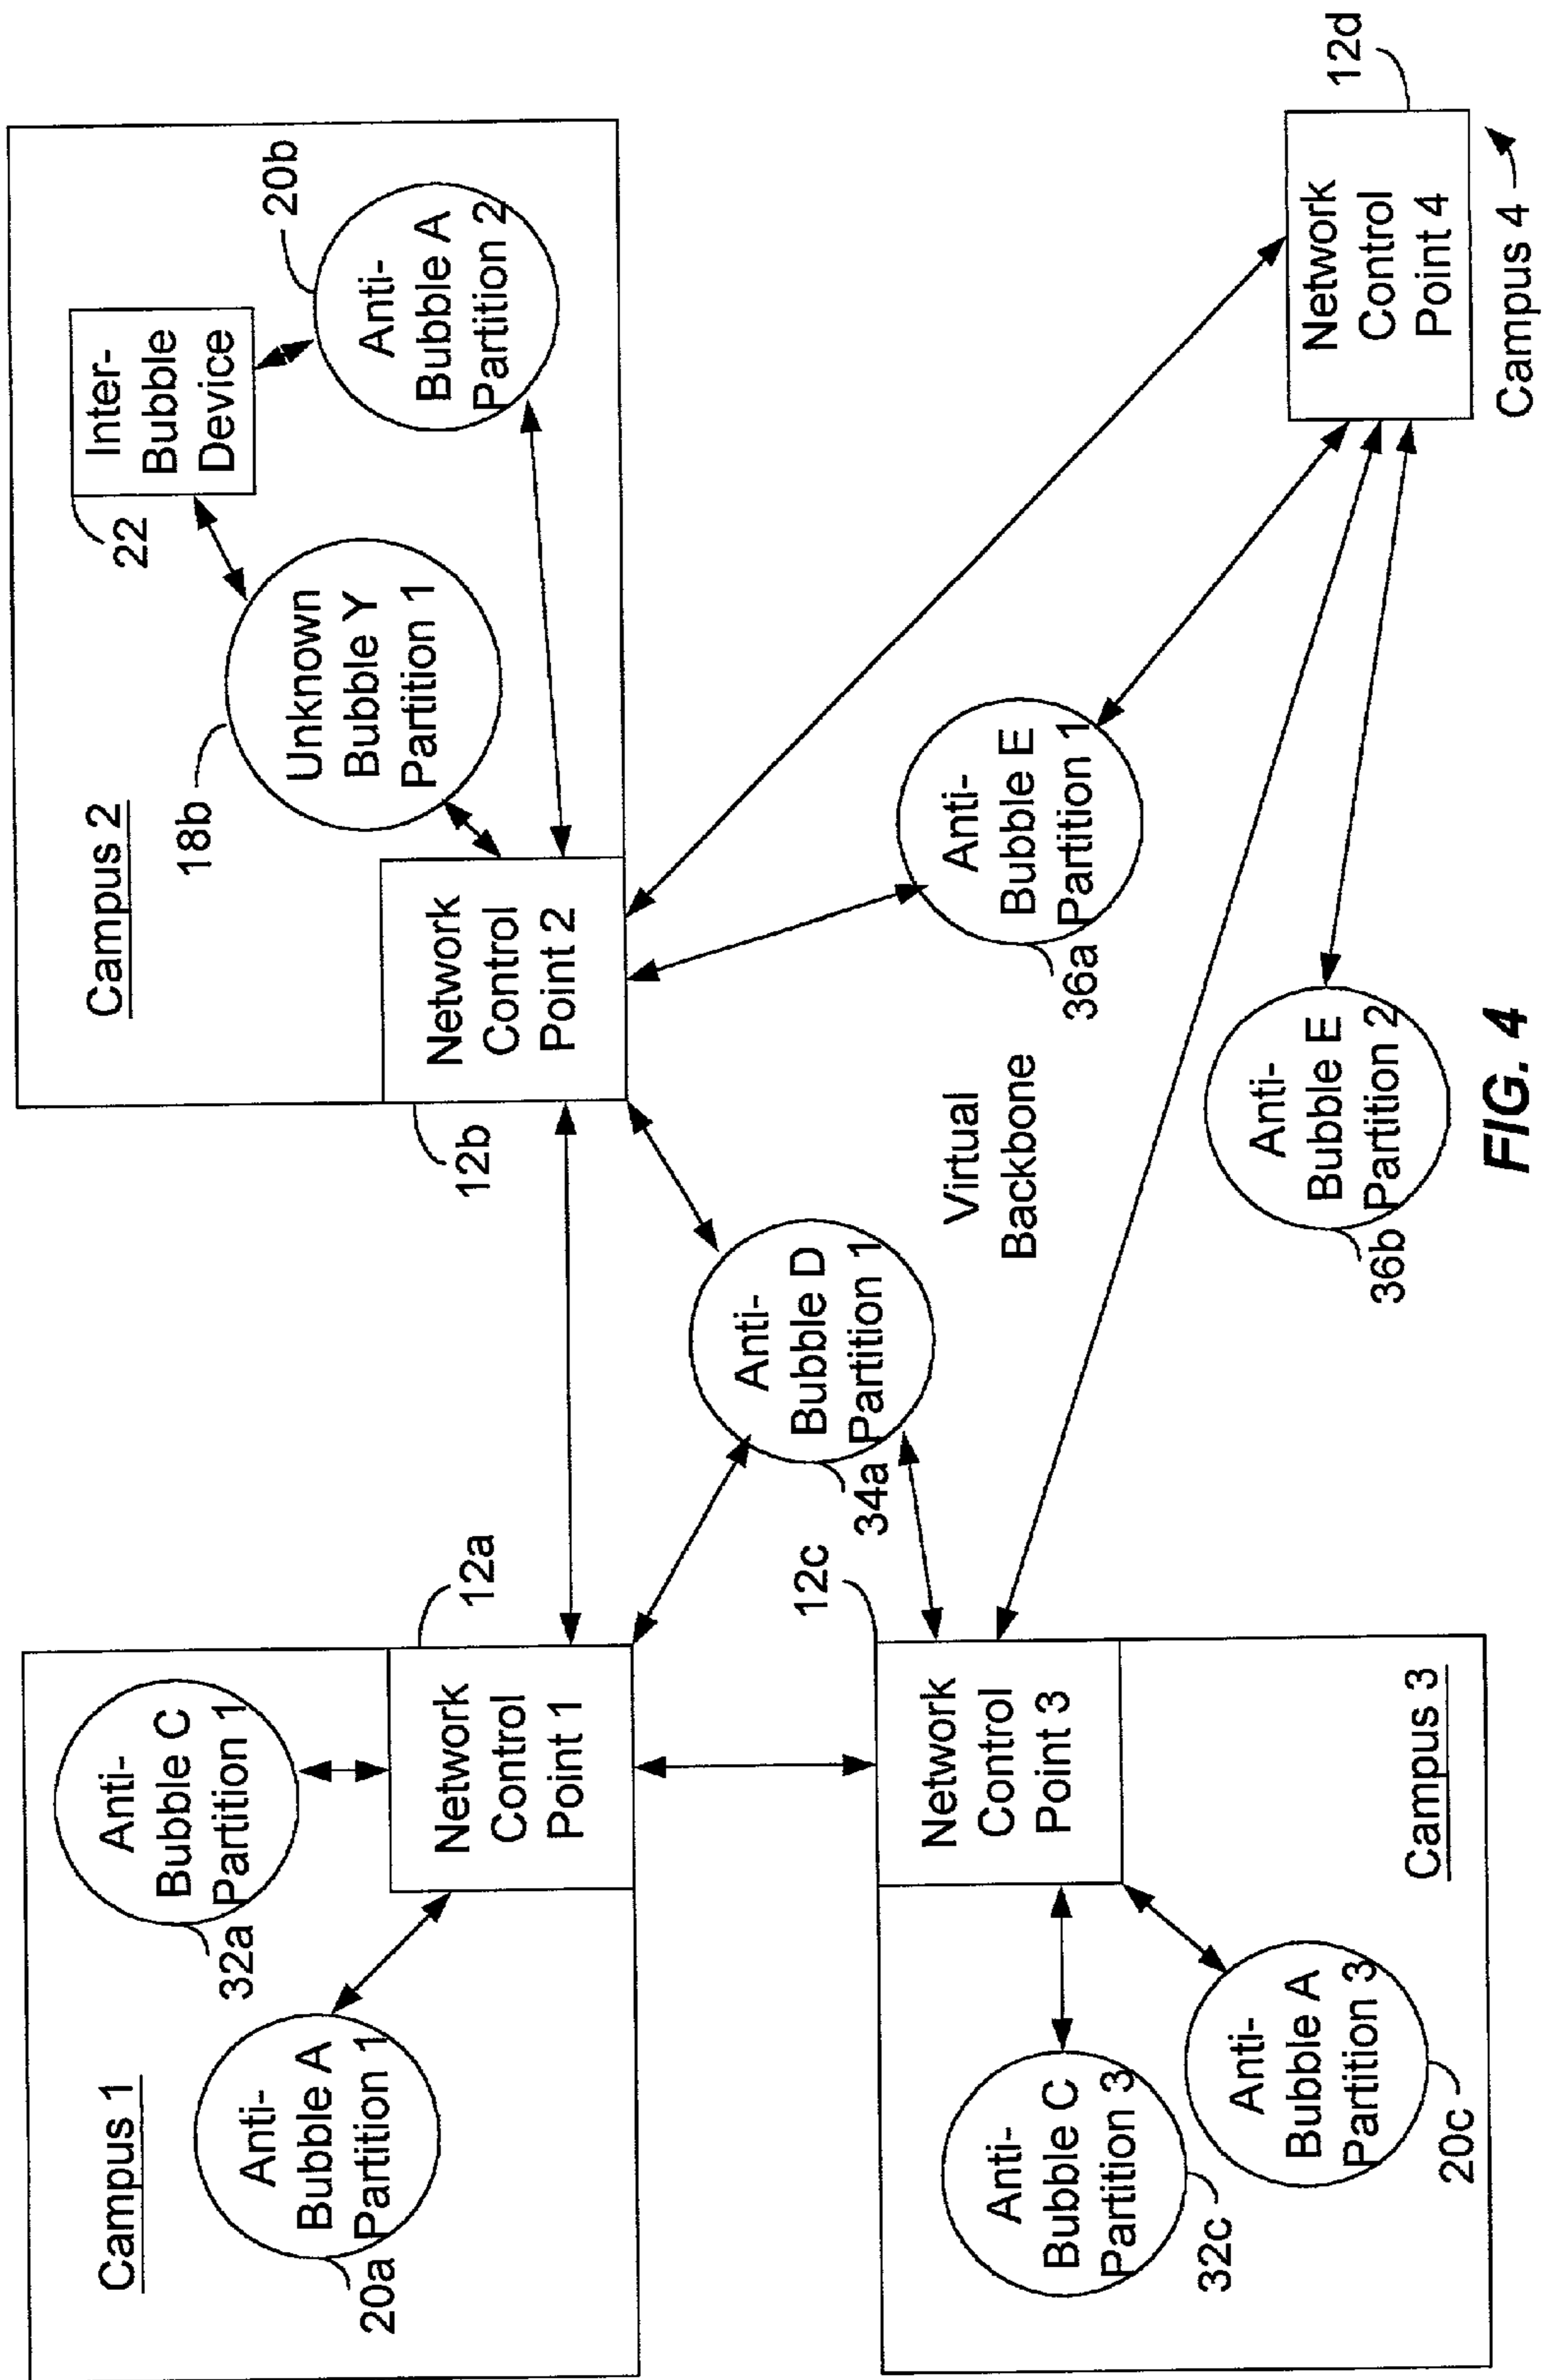 Campus 1
Anti-
Bubble A
Partition 1
20a
Anti-
Bubble C
Partition 1
32a
Network
Control
Point 1
12a
Campus 2
Network
Control
Point 2
12b
Unknown
Bubble Y
Partition 1
18b
Inter-
Bubble
Device
22
Anti-
Bubble A
Partition 2
20b
Anti-
Bubble D
Partition 1
34a
Virtual
Backbone
Anti-
Bubble E
Partition 1
36a
Network
Control
Point 3
12c
Anti-
Bubble C
Partition 3
32c
Anti-
Bubble A
Partition 3
20c
Campus 3
Anti-
Bubble E
Partition 2
36b
Network
Control
Point 4
12d
Campus 4
FIG. 4